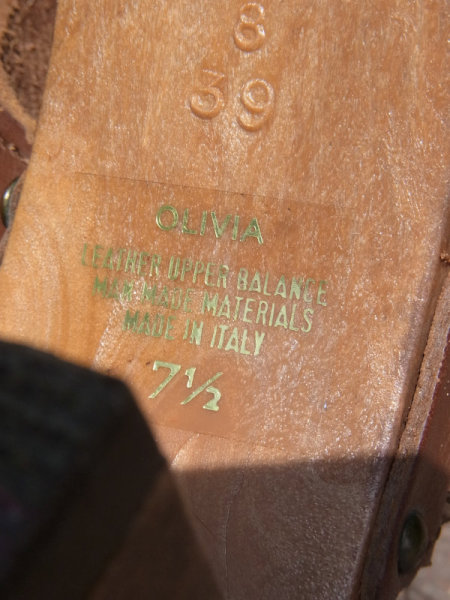 8
39
OLIVIA
LEATHER UPPER BALANCE
MAN MADE MATERIALS
MADE IN ITALY
7½